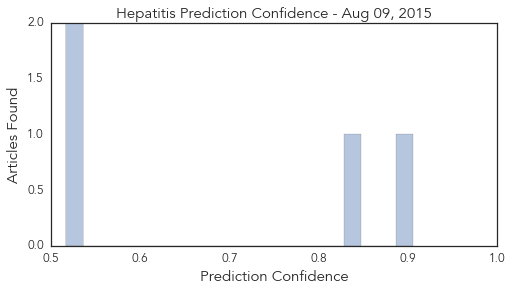 Hepatitis Prediction Confidence - Aug 09, 2015
2.0
1.5
1.0
0.5
0.0
Articles Found
0.5 0.6 0.7 0.8 0.9 1.0
Prediction Confidence